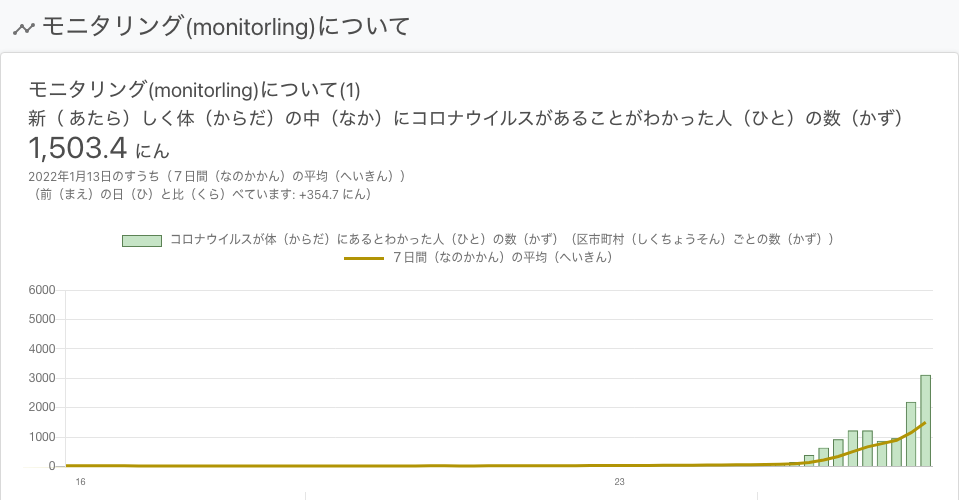 モニタリング(monitorling)について
モニタリング(monitorling)について(1)
新（ あたら）しく体（からだ）の中（なか）にコロナウイルスがあることがわかった人（ひと）の数（かず）
1,503.4 にん
2022年1月13日のすうち（７日間（なのかかん）の平均（へいきん））
（前（まえ）の日（ひ）と比（くら）べています: +354.7 にん）
コロナウイルスが体（からだ）にあるとわかった人（ひと）の数（かず）（区市町村（しくちょうそん）ごとの数（かず））
７日間（なのかかん）の平均（へいきん）
6000
5000
4000
3000
2000
1000
0
16 23